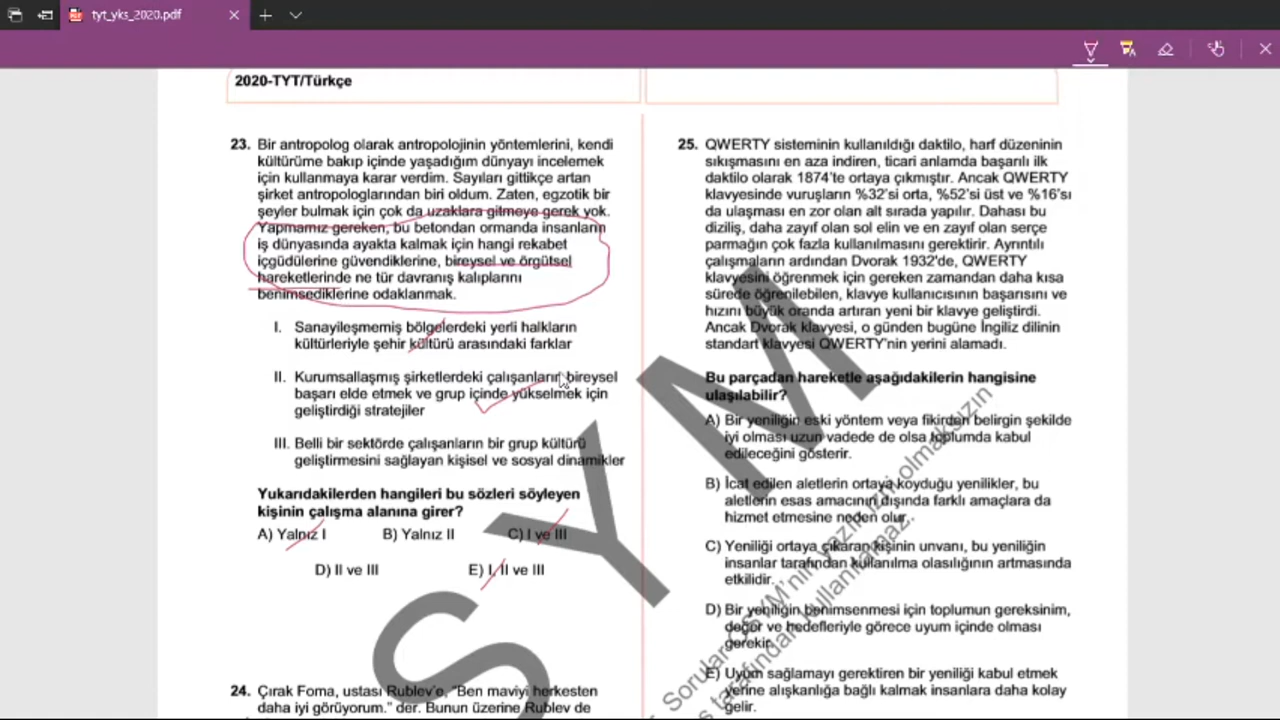 tyt_yks_2020.pdf
2020-TYT/Türkçe
23. Bir antropolog olarak antropolojinin yöntemlerini, kendi
kültürüme bakıp içinde yaşadığım dünyayı incelemek
için kullanmaya karar verdim. Sayıları gittikçe artan
şirket antropologlarından biri oldum. Zaten, egzotik bir
şeyler bulmak için çok da uzaklara gitmeye gerek yok.
Yapmamız gereken, bu betondan ormanda insanların
iş dünyasında ayakta kalmak için hangi rekabet
içgüdülerine güvendiklerine, bireysel ve örgütsel
hareketlerinde ne tür davranış kalıplarını
benimsediklerine odaklanmak.
I. Sanayileşmemiş bölgelerdeki yerli halkların
kültürleriyle şehir kültürü arasındaki farklar
II. Kurumsallaşmış şirketlerdeki çalışanların bireysel
başarı elde etmek ve grup içinde yükselmek için
geliştirdiği stratejiler
III. Belli bir sektörde çalışanların bir grup kültürü
geliştirmesini sağlayan kişisel ve sosyal dinamikler
Yukarıdakilerden hangileri bu sözleri söyleyen
kişinin çalışma alanına girer?
A) Yalnız I B) Yalnız II C) I ve III
D) II ve III E) I, II ve III
24. Çırak Foma, ustası Rublev'e, "Ben maviyi herkesten
daha iyi görüyorum." der. Bunun üzerine Rublev de
25. QWERTY sisteminin kullanıldığı daktilo, harf düzeninin
sıkışmasını en aza indiren, ticari anlamda başarılı ilk
daktilo olarak 1874'te ortaya çıkmıştır. Ancak QWERTY
klavyesinde vuruşların %32'si orta, %52'si üst ve %16'sı
da ulaşması en zor olan alt sırada yapılır. Dahası bu
diziliş, daha zayıf olan sol elin ve en zayıf olan serçe
parmağın çok fazla kullanılmasını gerektirir. Ayrıntılı
çalışmaların ardından Dvorak 1932'de, QWERTY
klavyesini öğrenmek için gereken zamandan daha kısa
sürede öğrenilebilen, klavye kullanıcısının başarısını ve
hızını büyük oranda artıran yeni bir klavye geliştirdi.
Ancak Dvorak klavyesi, o günden bugüne İngiliz dilinin
standart klavyesi QWERTY'nin yerini alamadı.
Bu parçadan hareketle aşağıdakilerin hangisine
ulaşılabilir?
A) Bir yeniliğin eski yöntem veya fikirden belirgin şekilde
iyi olması uzun vadede de olsa toplumda kabul
edileceğini gösterir.
B) İcat edilen aletlerin ortaya koyduğu yenilikler, bu
aletlerin esas amacının dışında farklı amaçlara da
hizmet etmesine neden olur.
C) Yeniliği ortaya çıkaran kişinin unvanı, bu yeniliğin
insanlar tarafından kullanılma olasılığının artmasında
etkilidir.
D) Bir yeniliğin benimsenmesi için toplumun gereksinim,
değer ve hedefleriyle görece uyum içinde olması
gerekir.
E) Uyum sağlamayı gerektiren bir yeniliği kabul etmek
yerine alışkanlığa bağlı kalmak insanlara daha kolay
gelir.
SYM
Sorular ÖSYM'nin yazılı izni olmaksızın
tarafından kullanılamaz.